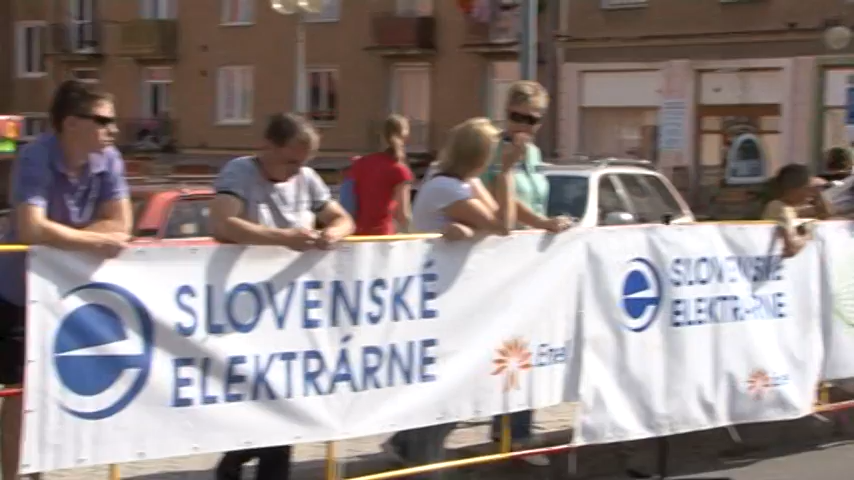 SLOVENSKÉ
ELEKTRÁRNE
Enel
SLOVENSKÉ
ELEKTRÁRNE